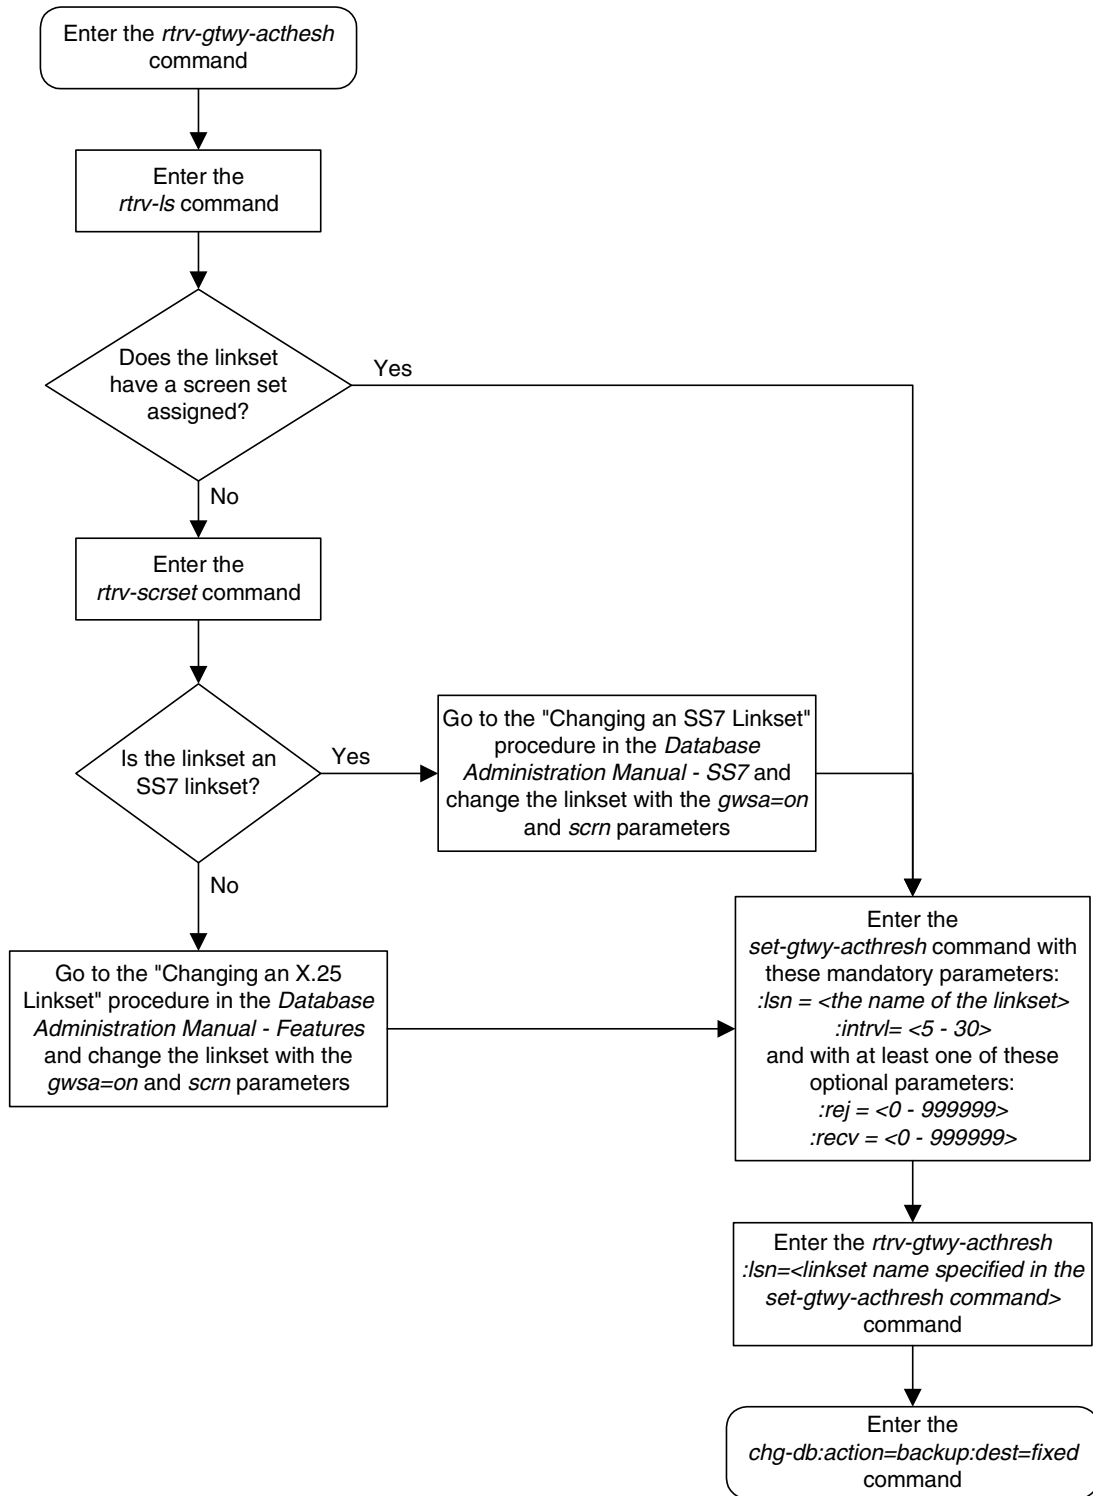 Enter the rtrv-gtwy-acthesh
command
Enter the
rtrv-ls command
Does the linkset
have a screen set
assigned?
Yes
No
Enter the
rtrv-scrset command
Is the linkset an
SS7 linkset?
Yes
Go to the "Changing an SS7 Linkset"
procedure in the Database
Administration Manual - SS7 and
change the linkset with the gwsa=on
and scrn parameters
No
Go to the "Changing an X.25
Linkset" procedure in the Database
Administration Manual - Features
and change the linkset with the
gwsa=on and scrn parameters
Enter the
set-gtwy-acthresh command with
these mandatory parameters:
:lsn = <the name of the linkset>
:intrvl= <5 - 30>
and with at least one of these
optional parameters:
:rej = <0 - 999999>
:recv = <0 - 999999>
Enter the rtrv-gtwy-acthresh
:lsn=<linkset name specified in the
set-gtwy-acthresh command>
command
Enter the
chg-db:action=backup:dest=fixed
command